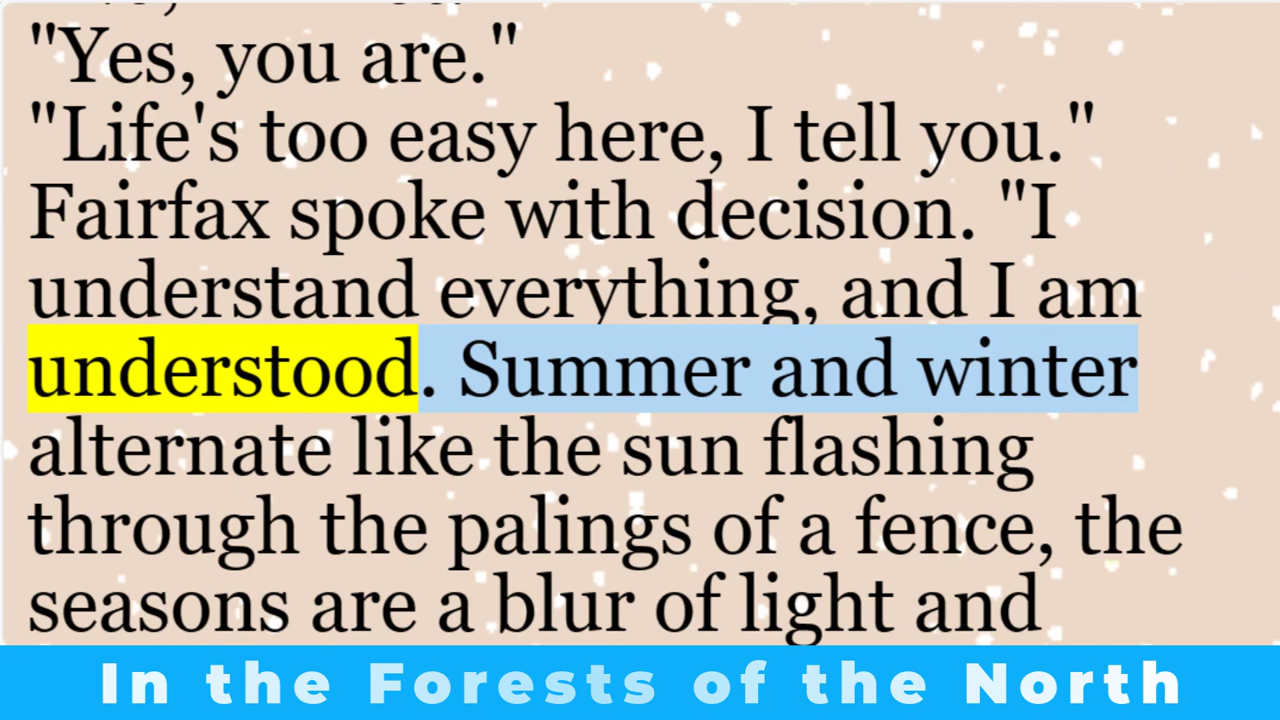 "Yes, you are."
"Life's too easy here, I tell you."
Fairfax spoke with decision. "I
understand everything, and I am
understood. Summer and winter
alternate like the sun flashing
through the palings of a fence, the
seasons are a blur of light and
In the Forests of the North